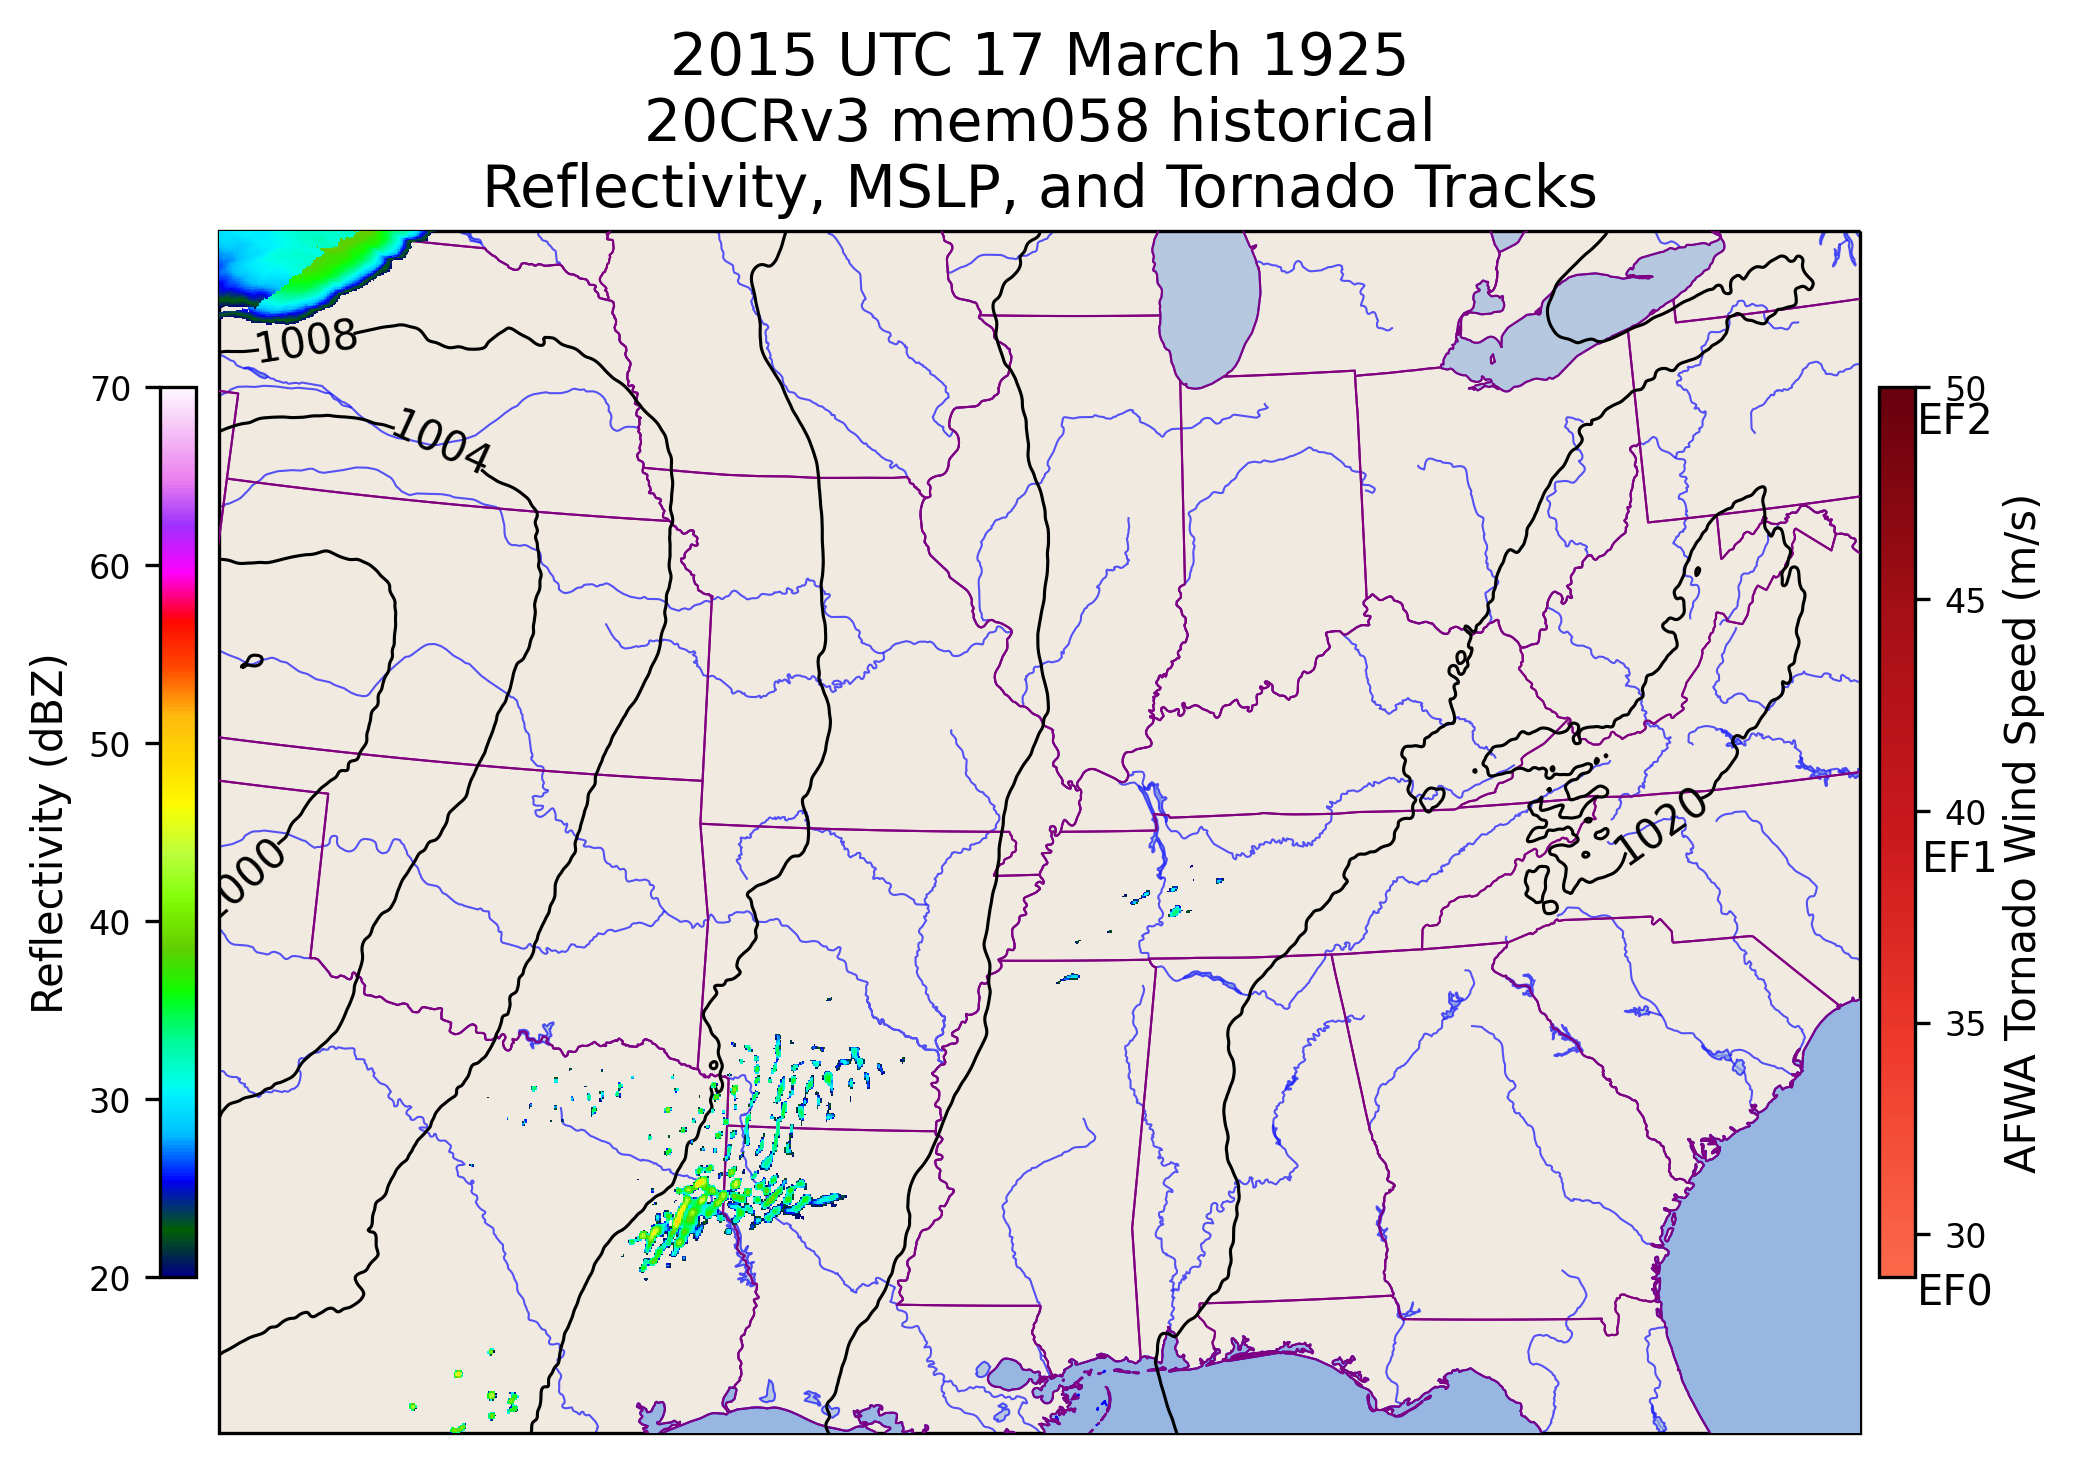 2015 UTC 17 March 1925
20CRv3 mem058 historical
Reflectivity, MSLP, and Tornado Tracks
1008
1004
1000
1020
70
60
50
40
30
20
Reflectivity (dBZ)
50
EF2
45
40
EF1
35
30
EF0
AFWA Tornado Wind Speed (m/s)